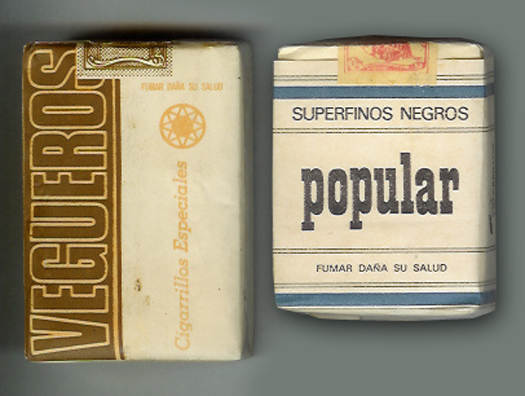 VEGUEROS
FUMAR DAÑA SU SALUD
Cigarrillos Especiales
SUPERFINOS NEGROS
popular
FUMAR DAÑA SU SALUD